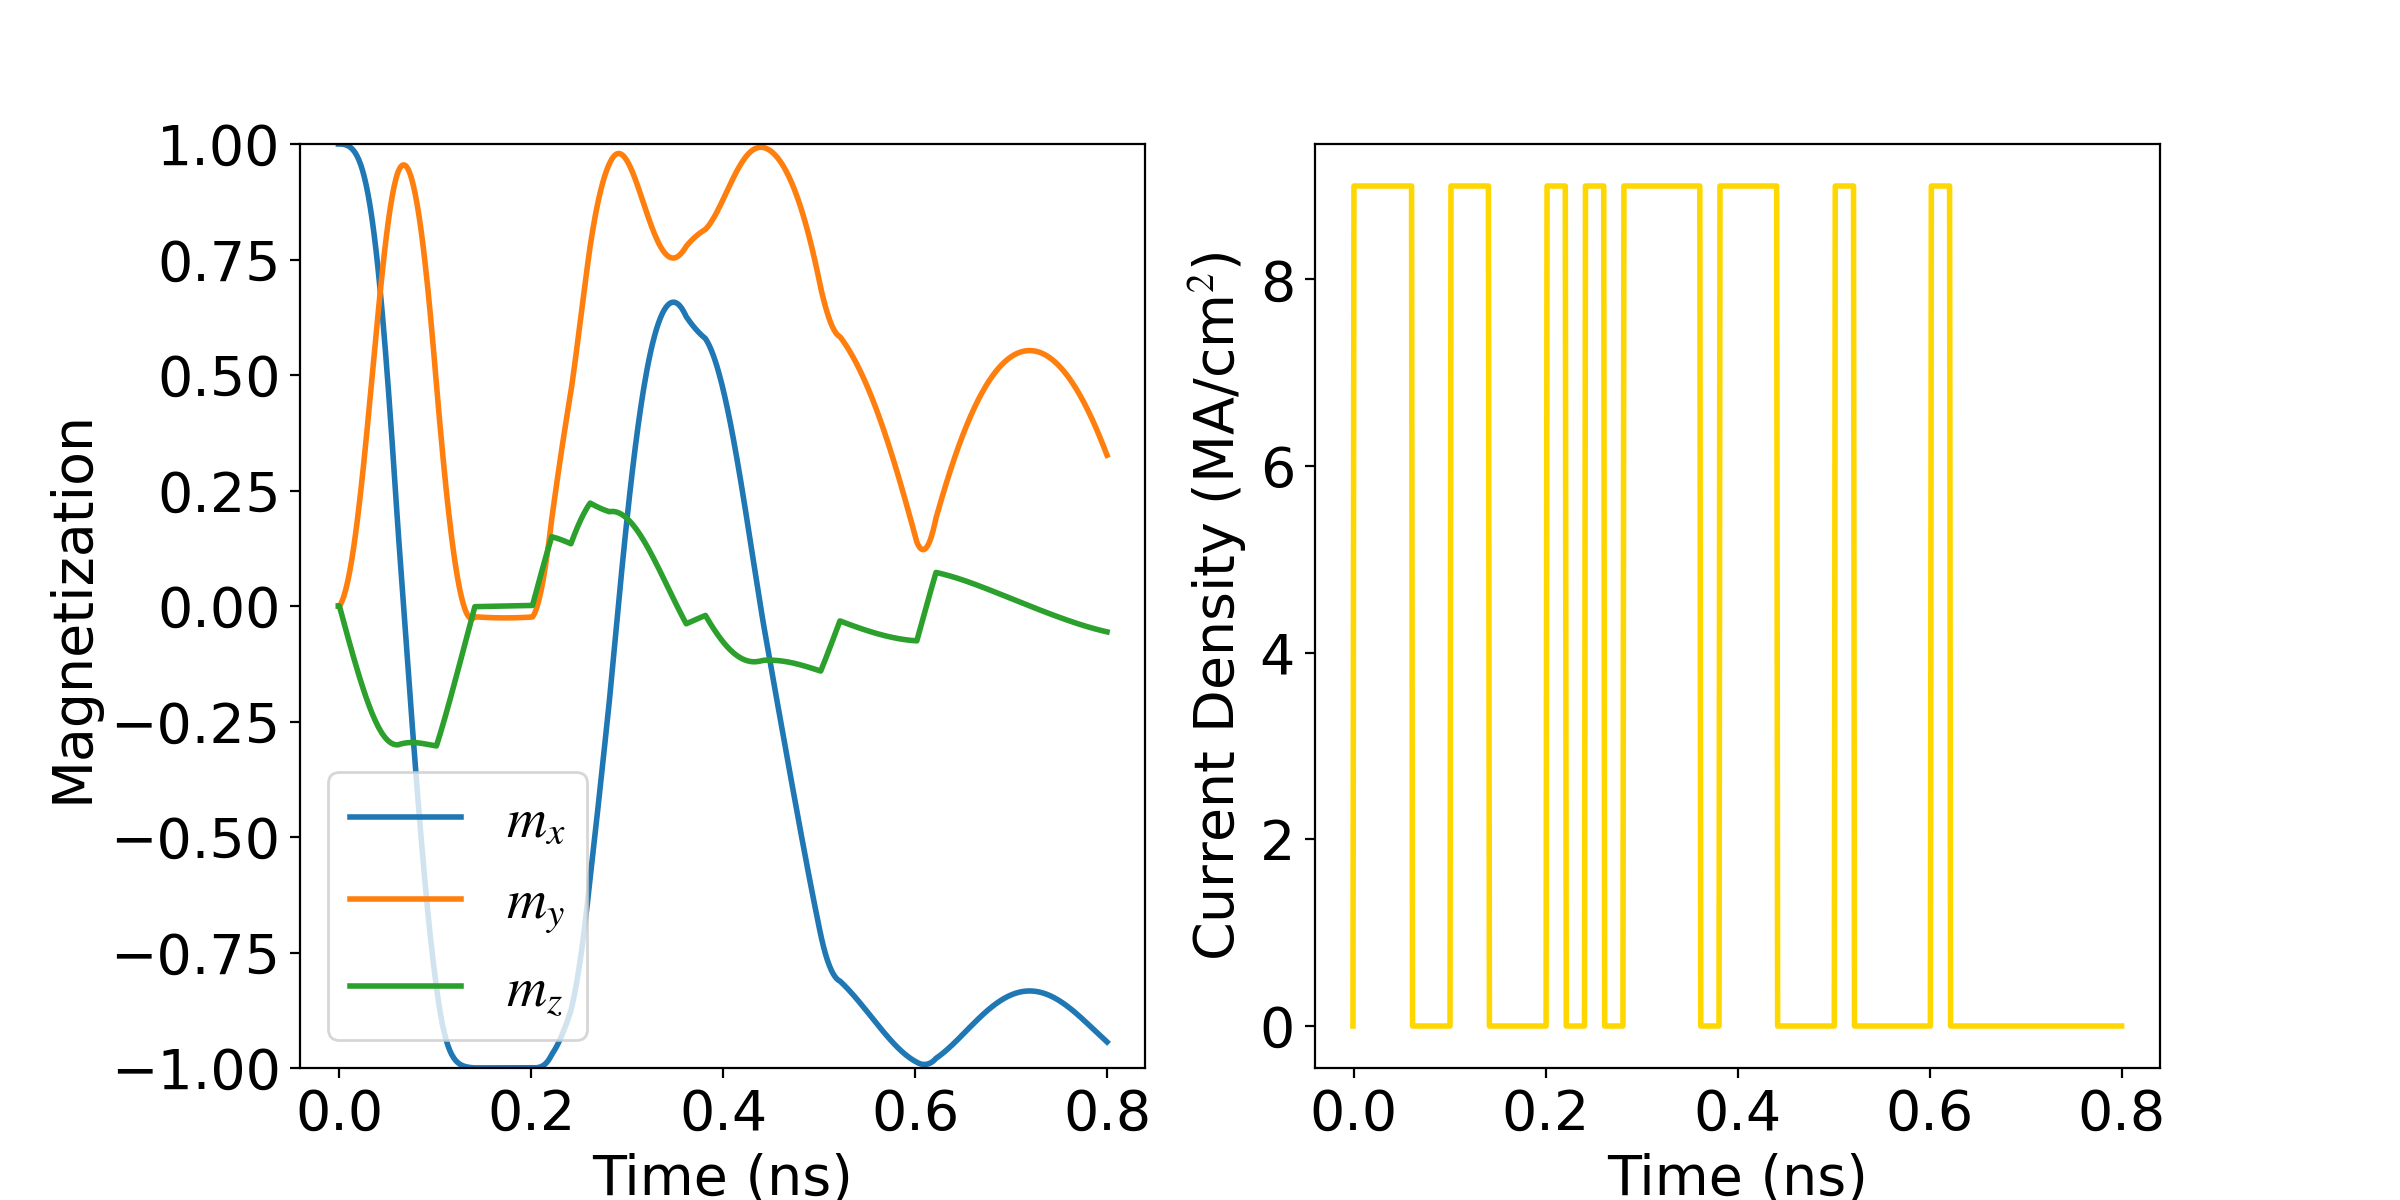 1.00
0.75
0.50
0.25
0.00
−0.25
−0.50
−0.75
−1.00
Magnetization
m_x
m_y
m_z
0.0 0.2 0.4 0.6 0.8
Time (ns)
8
6
4
2
0
Current Density (MA/cm²)
0.0 0.2 0.4 0.6 0.8
Time (ns)